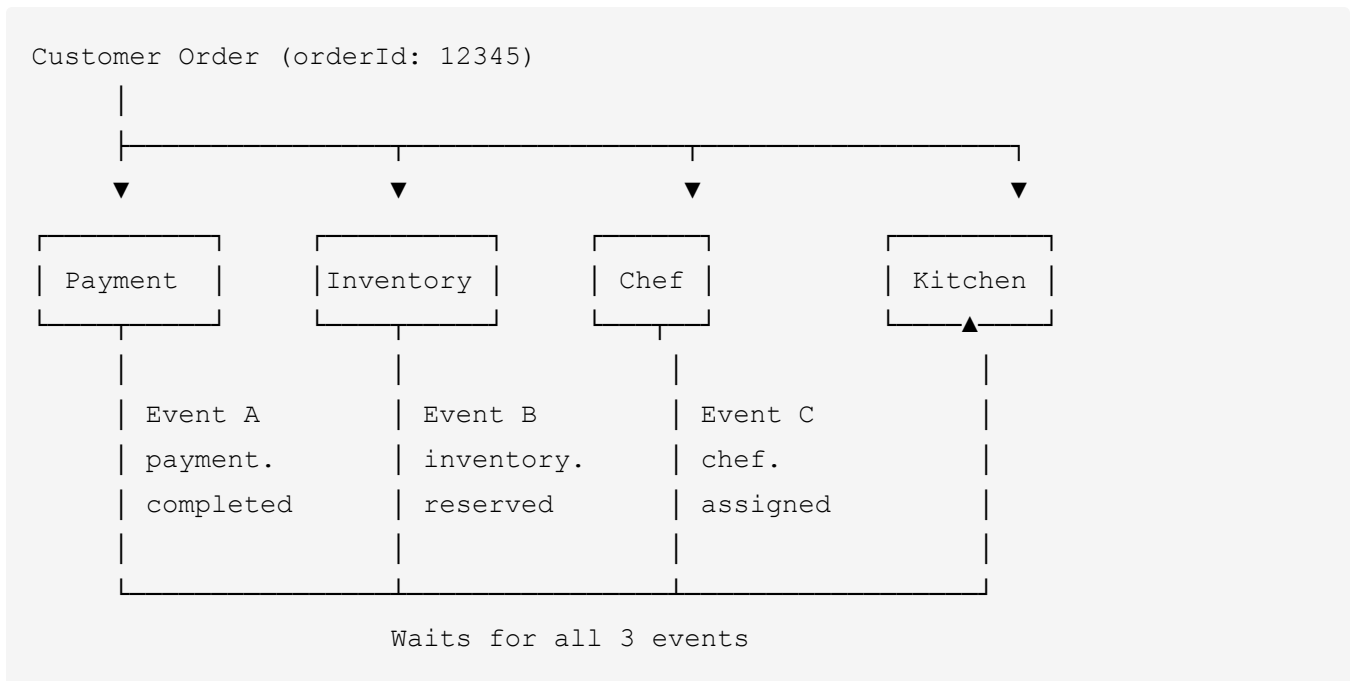 Customer Order (orderId: 12345)
Payment Inventory Chef Kitchen
Event A Event B Event C
payment. inventory. chef.
completed reserved assigned
Waits for all 3 events